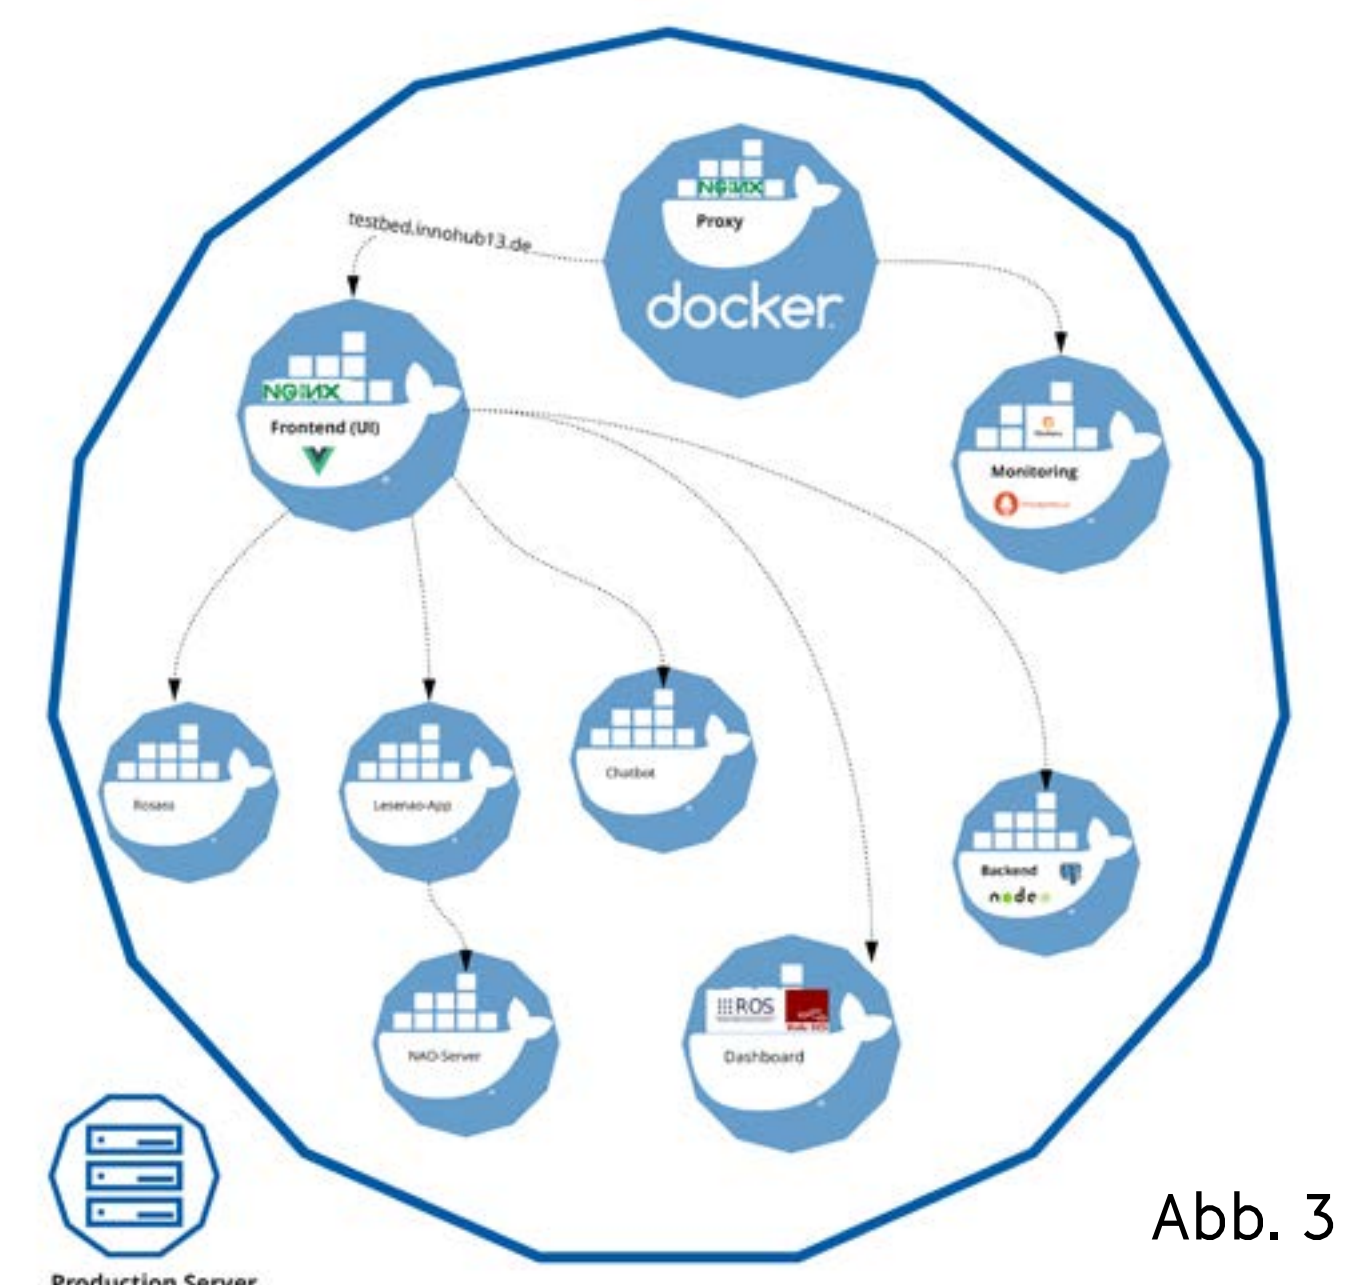 NGINX
Proxy
docker
testbed.innohub13.de
NGINX
Frontend (UI)
Monitoring
Chatbot
Rosass
Lesenao-App
Backend
node
NAO-Server
ROS
Dashboard
Production Server
Abb. 3